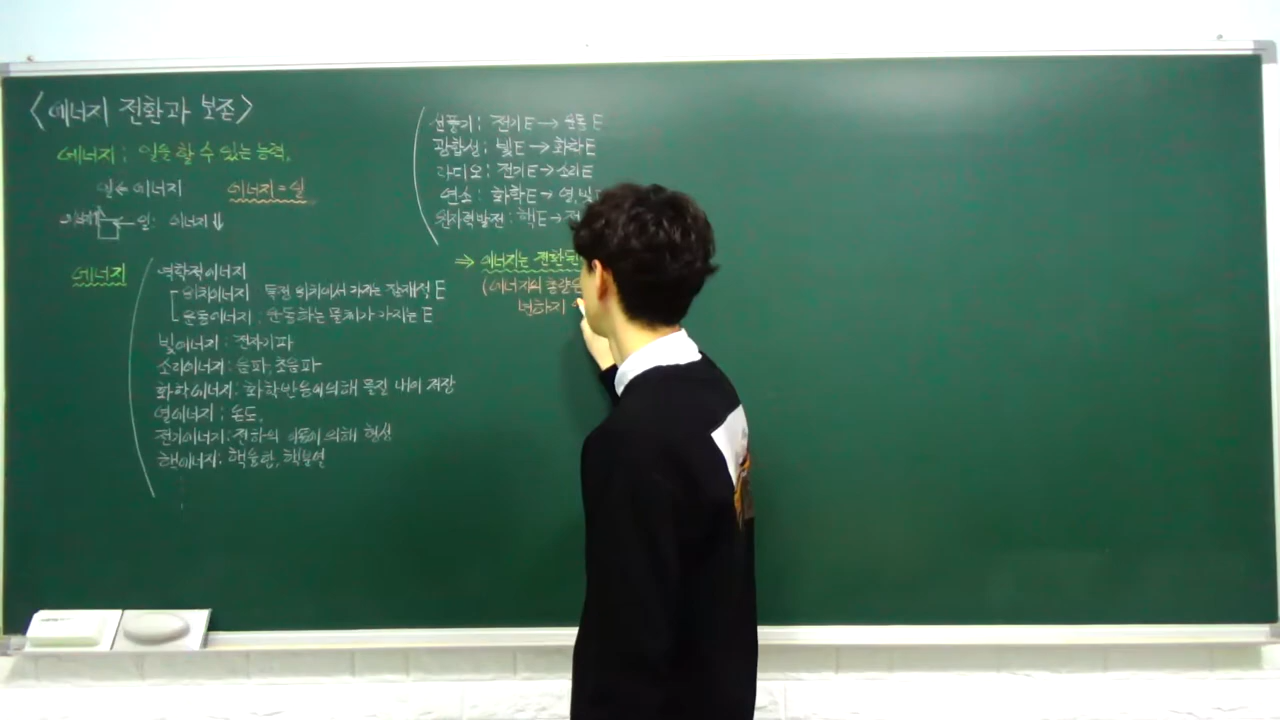 <에너지 전환과 보존>
에너지 : 일을 할 수 있는 능력.
일 ← 에너지 에너지 = 일
에너지↑ ← 일: 에너지↓
에너지
역학적에너지
위치에너지 : 특정 위치에서 가지는 잠재적 E
운동에너지 : 운동하는 물체가 가지는 E
빛에너지 : 전자기파
소리에너지 : 음파, 초음파
화학에너지 : 화학반응에 의해 물질 내에 저장
열에너지 : 온도.
전기에너지 : 전하의 이동에 의해 형성
핵에너지 : 핵융합, 핵분열
선풍기 : 전기E → 운동E
광합성 : 빛E → 화학E
라디오 : 전기E → 소리E
연소 : 화학E → 열, 빛
원자력발전 : 핵E →
⇒ 에너지는 전환된
(에너지의 총량은
변하지